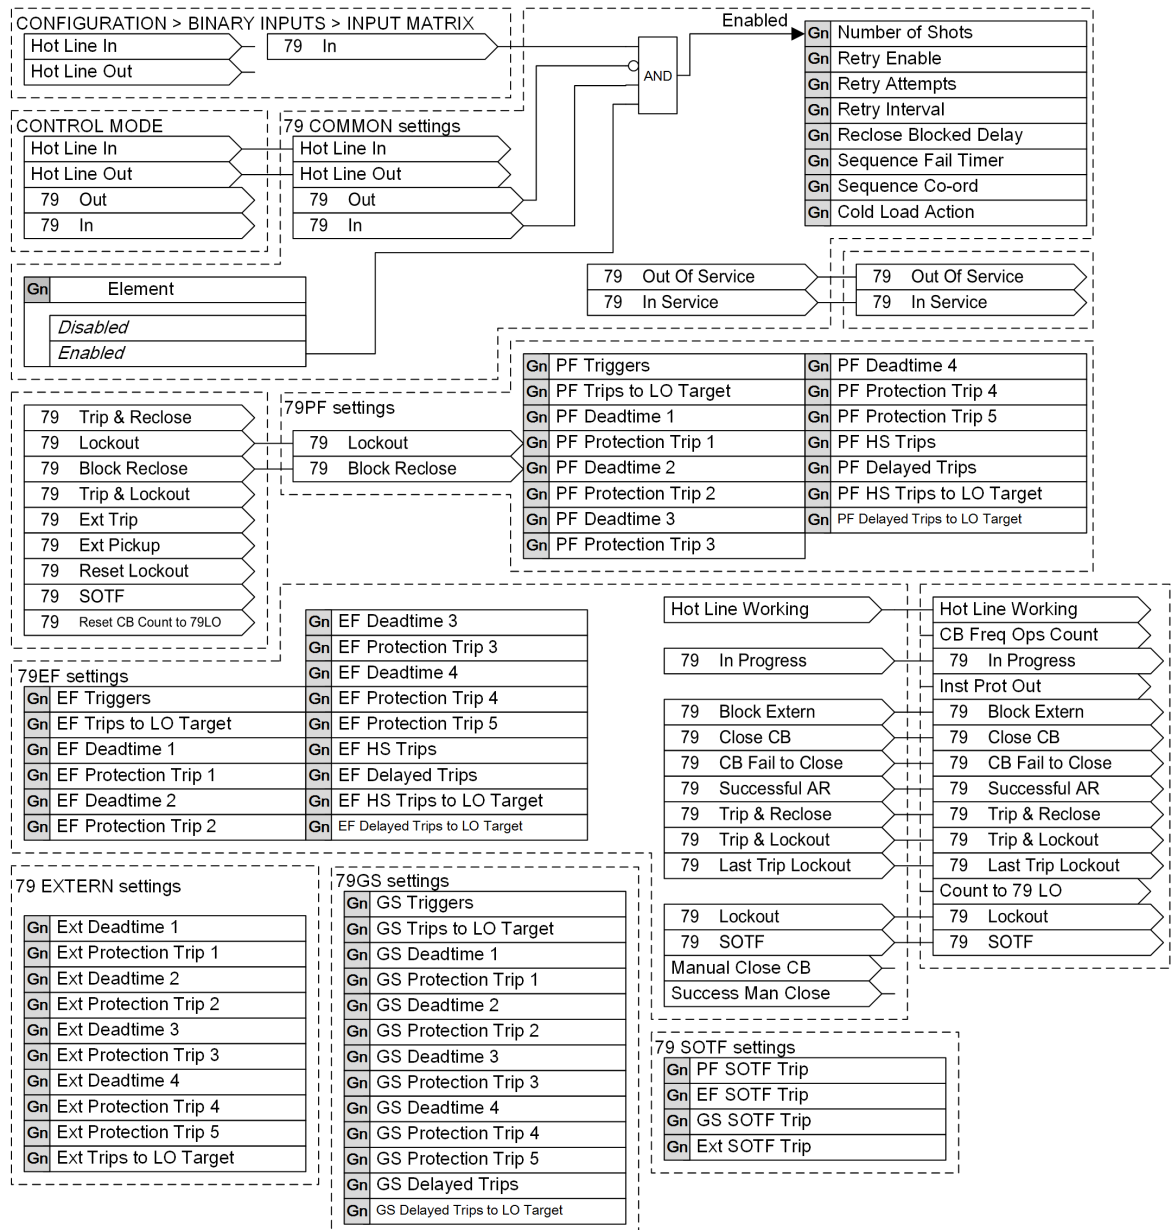 CONFIGURATION > BINARY INPUTS > INPUT MATRIX
Hot Line In
79 In
Hot Line Out
Enabled
AND
Gn Number of Shots
Gn Retry Enable
Gn Retry Attempts
Gn Retry Interval
Gn Reclose Blocked Delay
Gn Sequence Fail Timer
Gn Sequence Co-ord
Gn Cold Load Action
CONTROL MODE
Hot Line In
Hot Line Out
79 Out
79 In
79 COMMON settings
Hot Line In
Hot Line Out
79 Out
79 In
Gn Element
Disabled
Enabled
79 Out Of Service
79 In Service
79 Out Of Service
79 In Service
79 Trip & Reclose
79 Lockout
79 Block Reclose
79 Trip & Lockout
79 Ext Trip
79 Ext Pickup
79 Reset Lockout
79 SOTF
79 Reset CB Count to 79LO
79PF settings
79 Lockout
79 Block Reclose
Gn PF Triggers
Gn PF Trips to LO Target
Gn PF Deadtime 1
Gn PF Protection Trip 1
Gn PF Deadtime 2
Gn PF Protection Trip 2
Gn PF Deadtime 3
Gn PF Protection Trip 3
Gn PF Deadtime 4
Gn PF Protection Trip 4
Gn PF Protection Trip 5
Gn PF HS Trips
Gn PF Delayed Trips
Gn PF HS Trips to LO Target
Gn PF Delayed Trips to LO Target
79EF settings
Gn EF Triggers
Gn EF Trips to LO Target
Gn EF Deadtime 1
Gn EF Protection Trip 1
Gn EF Deadtime 2
Gn EF Protection Trip 2
Gn EF Deadtime 3
Gn EF Protection Trip 3
Gn EF Deadtime 4
Gn EF Protection Trip 4
Gn EF Protection Trip 5
Gn EF HS Trips
Gn EF Delayed Trips
Gn EF HS Trips to LO Target
Gn EF Delayed Trips to LO Target
Hot Line Working
79 In Progress
79 Block Extern
79 Close CB
79 CB Fail to Close
79 Successful AR
79 Trip & Reclose
79 Trip & Lockout
79 Last Trip Lockout
79 Lockout
79 SOTF
Manual Close CB
Success Man Close
Hot Line Working
CB Freq Ops Count
79 In Progress
Inst Prot Out
79 Block Extern
79 Close CB
79 CB Fail to Close
79 Successful AR
79 Trip & Reclose
79 Trip & Lockout
79 Last Trip Lockout
Count to 79 LO
79 Lockout
79 SOTF
79 EXTERN settings
Gn Ext Deadtime 1
Gn Ext Protection Trip 1
Gn Ext Deadtime 2
Gn Ext Protection Trip 2
Gn Ext Deadtime 3
Gn Ext Protection Trip 3
Gn Ext Deadtime 4
Gn Ext Protection Trip 4
Gn Ext Protection Trip 5
Gn Ext Trips to LO Target
79GS settings
Gn GS Triggers
Gn GS Trips to LO Target
Gn GS Deadtime 1
Gn GS Protection Trip 1
Gn GS Deadtime 2
Gn GS Protection Trip 2
Gn GS Deadtime 3
Gn GS Protection Trip 3
Gn GS Deadtime 4
Gn GS Protection Trip 4
Gn GS Protection Trip 5
Gn GS Delayed Trips
Gn GS Delayed Trips to LO Target
79 SOTF settings
Gn PF SOTF Trip
Gn EF SOTF Trip
Gn GS SOTF Trip
Gn Ext SOTF Trip